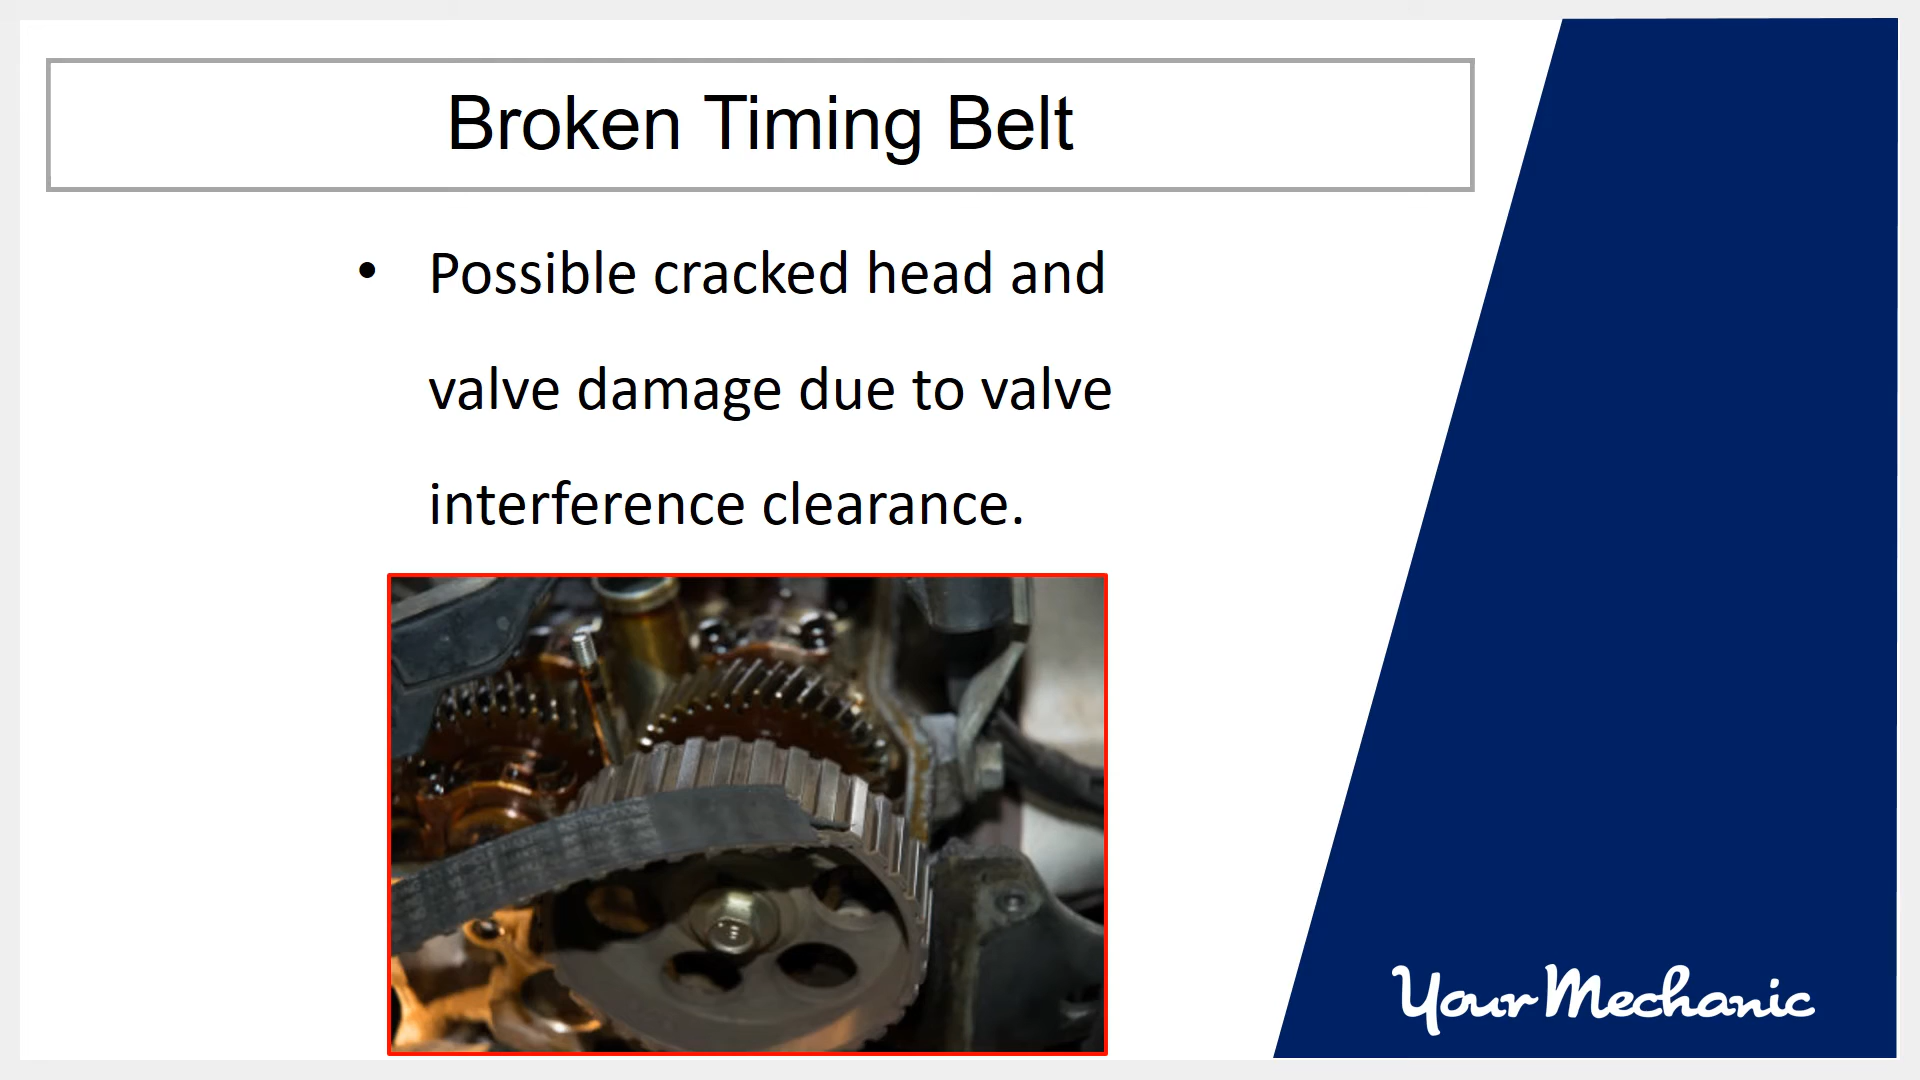 Broken Timing Belt
• Possible cracked head and
valve damage due to valve
interference clearance.
YourMechanic